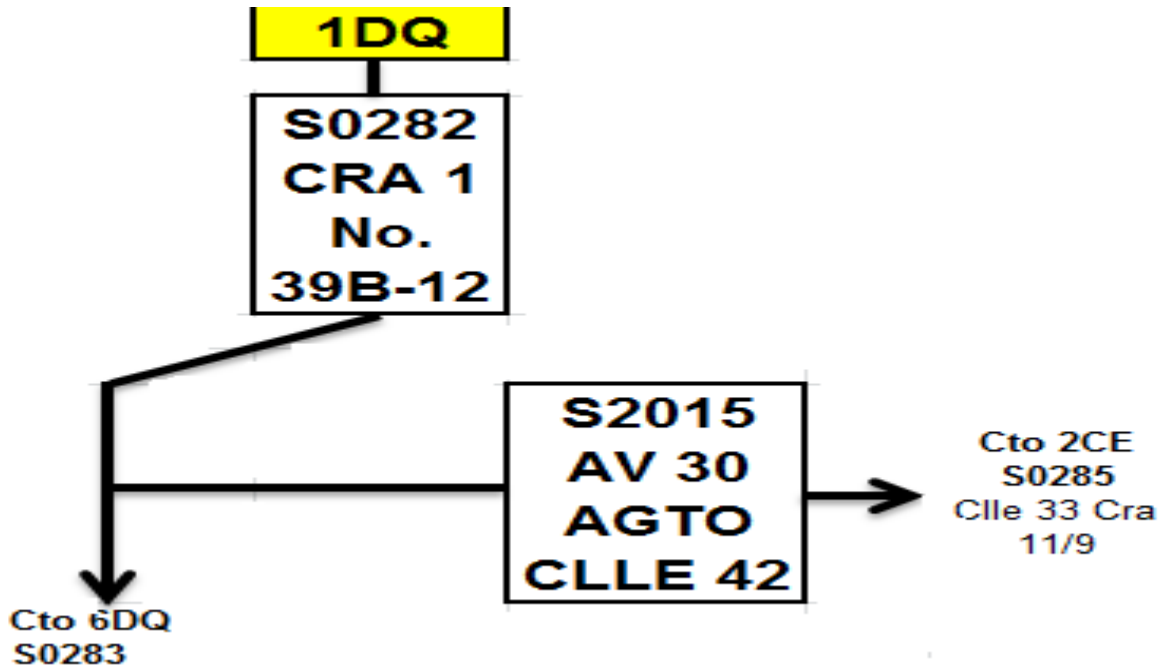 1DQ
S0282
CRA 1
No.
39B-12
S2015
AV 30
AGTO
CLLE 42
Cto 2CE
S0285
Clle 33 Cra
11/9
Cto 6DQ
S0283